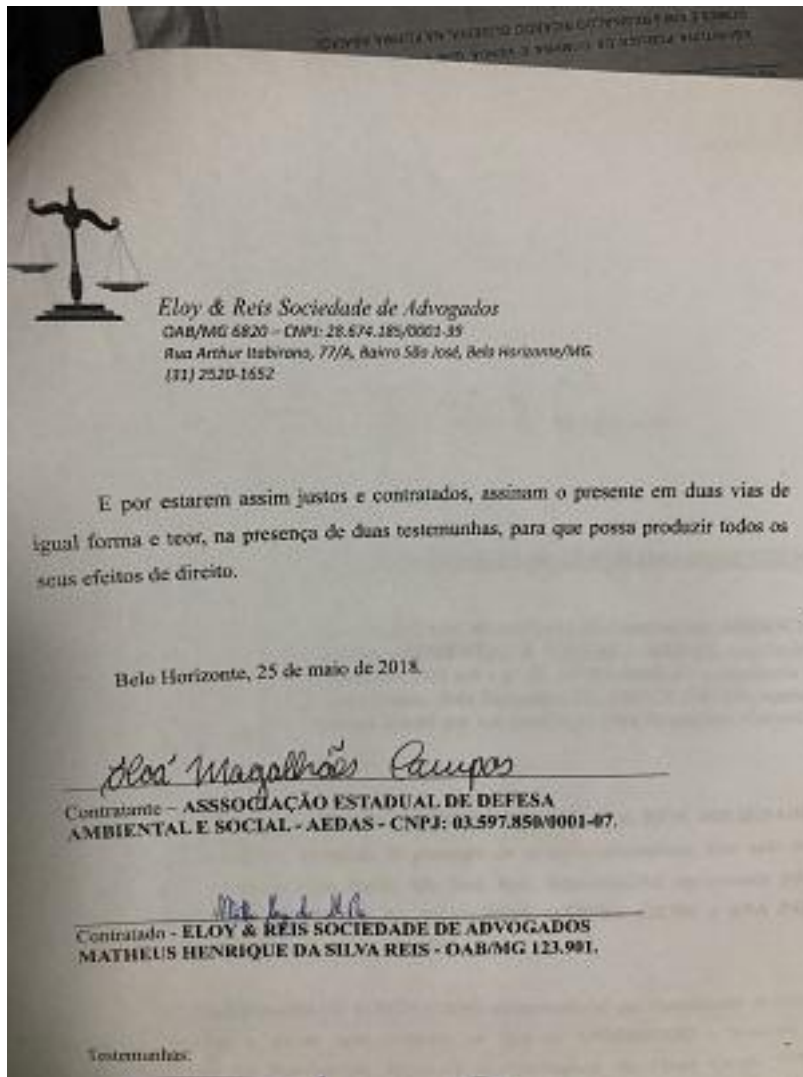 Eloy & Reis Sociedade de Advogados
OAB/MG 6820 – CNPJ: 28.674.185/0001-39
Rua Arthur Itabirano, 77/A, Bairro São José, Belo Horizonte/MG.
(31) 2520-1652
E por estarem assim justos e contratados, assinam o presente em duas vias de
igual forma e teor, na presença de duas testemunhas, para que possa produzir todos os
seus efeitos de direito.
Belo Horizonte, 25 de maio de 2018.
Magalhães Campos
Contratante – ASSSOCIAÇÃO ESTADUAL DE DEFESA
AMBIENTAL E SOCIAL - AEDAS - CNPJ: 03.597.850/0001-07.
Contratado - ELOY & REIS SOCIEDADE DE ADVOGADOS
MATHEUS HENRIQUE DA SILVA REIS - OAB/MG 123.901.
Testemunhas: